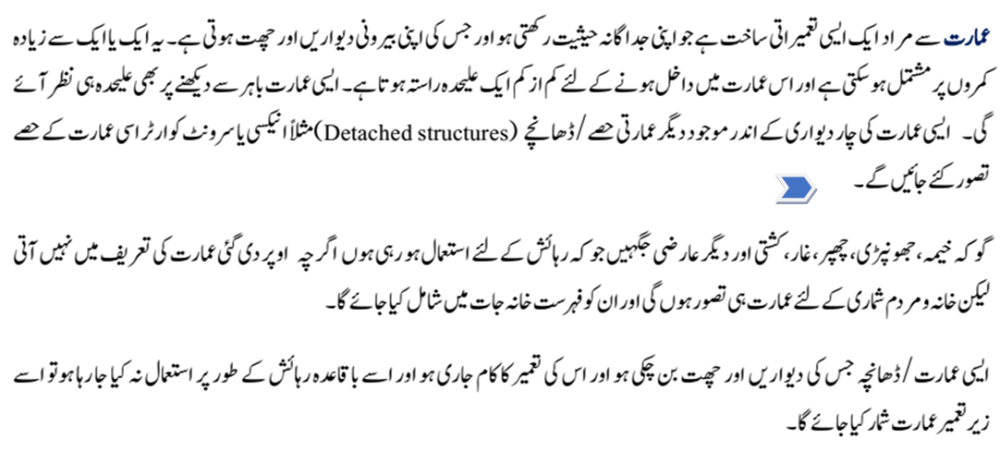 عمارت سے مراد ایک ایسی تعمیراتی ساخت ہے جو اپنی جداگانہ حیثیت رکھتی ہو اور جس کی اپنی بیرونی دیواریں اور چھت ہوتی ہے۔ یہ ایک یا ایک سے زیادہ
کمروں پر مشتمل ہو سکتی ہے اور اس عمارت میں داخل ہونے کے لئے کم از کم ایک علیحدہ راستہ ہوتا ہے۔ ایسی عمارت باہر سے دیکھنے پر بھی علیحدہ ہی نظر آئے
گی۔ ایسی عمارت کی چار دیواری کے اندر موجود دیگر عمارتی حصے /ڈھانچے (Detached structures) مثلاً انیکسی یا سرونٹ کوارٹر اسی عمارت کے حصے
تصور کئے جائیں گے۔
گو کہ خیمہ، جھونپڑی، چھپر، غار، کشتی اور دیگر عارضی جگہیں جو کہ رہائش کے لئے استعمال ہو رہی ہوں اگرچہ اوپر دی گئی عمارت کی تعریف میں نہیں آتی
لیکن خانہ و مردم شماری کے لئے عمارت ہی تصور ہوں گی اور ان کو فہرست خانہ جات میں شامل کیا جائے گا۔
ایسی عمارت /ڈھانچہ جس کی دیواریں اور چھت بن چکی ہو اور اس کی تعمیر کا کام جاری ہو اور اسے باقاعدہ رہائش کے طور پر استعمال نہ کیا جا رہا ہو تو اسے
زیر تعمیر عمارت شمار کیا جائے گا۔